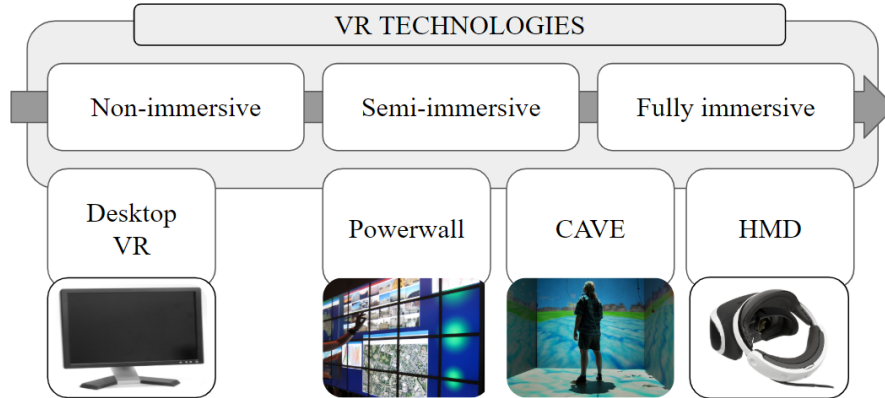 VR TECHNOLOGIES
Non-immersive
Semi-immersive
Fully immersive
Desktop
VR
Powerwall
CAVE
HMD